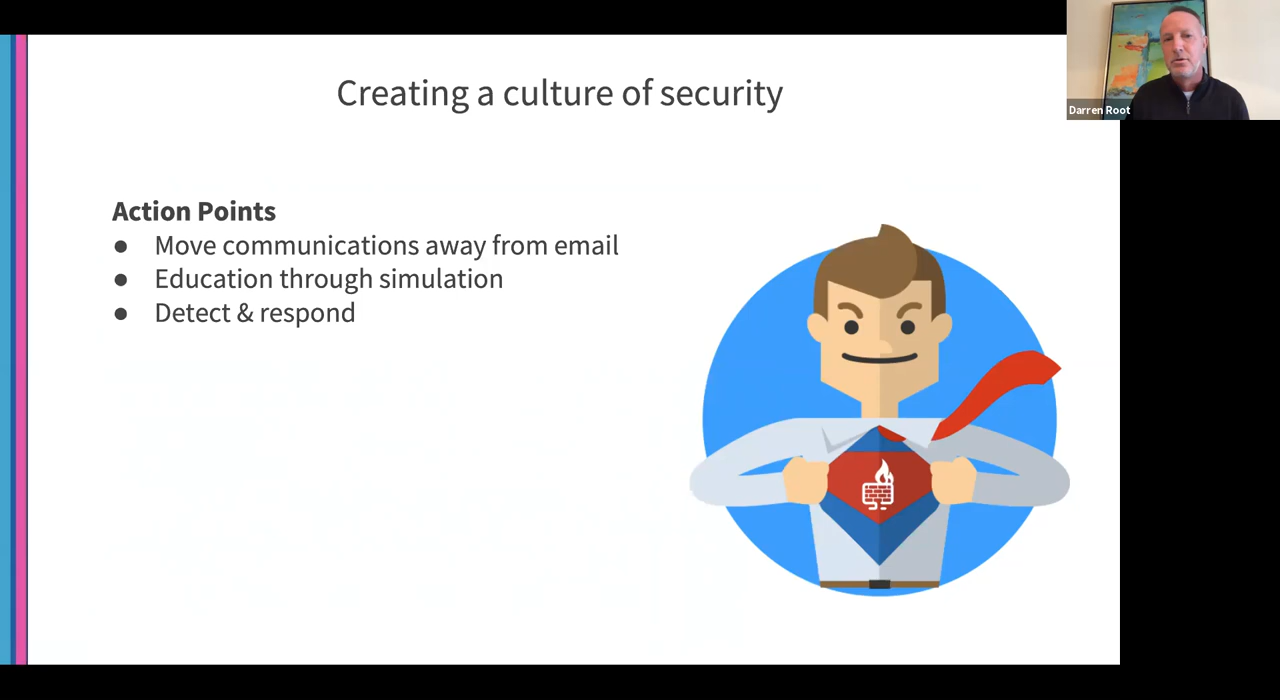 Creating a culture of security
Darren Root
Action Points
● Move communications away from email
● Education through simulation
● Detect & respond